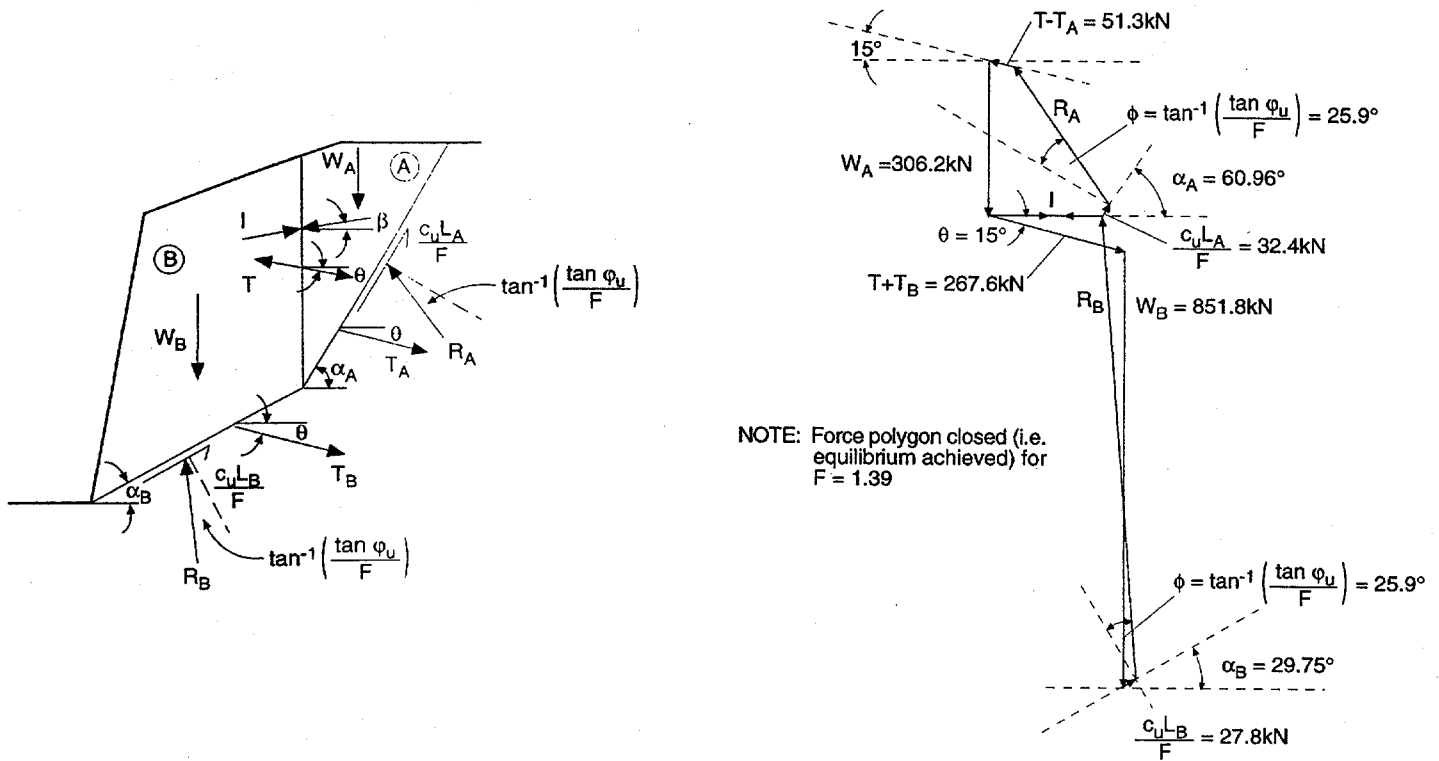 W_A
A
I
β
c_uL_A
F
B
T
θ
tan⁻¹ ( tan φ_u
F )
W_B
θ
T_A
R_A
α_A
θ
T_B
α_B
c_uL_B
F
R_B
tan⁻¹ ( tan φ_u
F )
T-T_A = 51.3kN
15°
R_A
ϕ = tan⁻¹ ( tan φ_u
F ) = 25.9°
W_A =306.2kN
α_A = 60.96°
I
θ = 15°
c_uL_A
F = 32.4kN
T+T_B = 267.6kN
R_B
W_B = 851.8kN
NOTE: Force polygon closed (i.e.
equilibrium achieved) for
F = 1.39
ϕ = tan⁻¹ ( tan φ_u
F ) = 25.9°
α_B = 29.75°
c_uL_B
F = 27.8kN